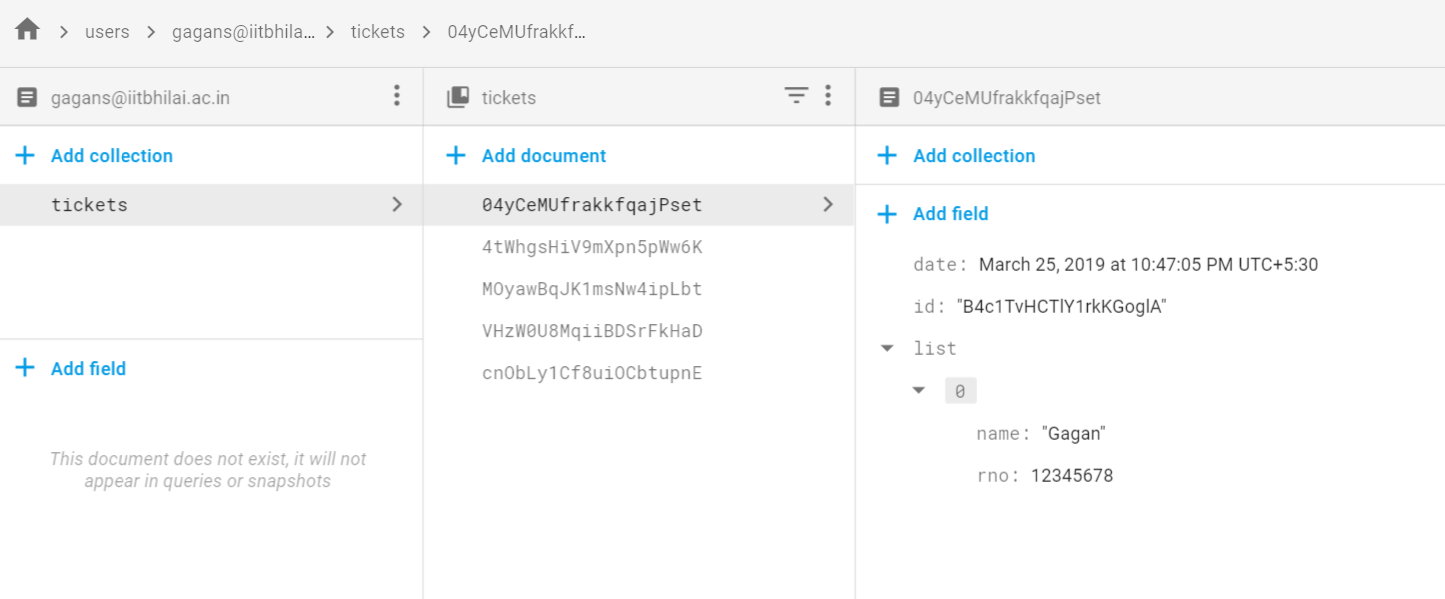 users gagans@iitbhila... tickets 04yCeMUfrakkf...
gagans@iitbhilai.ac.in
Add collection
tickets
Add field
This document does not exist, it will not
appear in queries or snapshots
tickets
Add document
04yCeMUfrakkfqajPset
4tWhgsHiV9mXpn5pWw6K
MOyawBqJK1msNw4ipLbt
VHzW0U8MqiiBDSrFkHaD
cnObLy1Cf8uiOCbtupnE
04yCeMUfrakkfqajPset
Add collection
Add field
date: March 25, 2019 at 10:47:05 PM UTC+5:30
id: "B4c1TvHCTlY1rkKGoglA"
list
0
name: "Gagan"
rno: 12345678